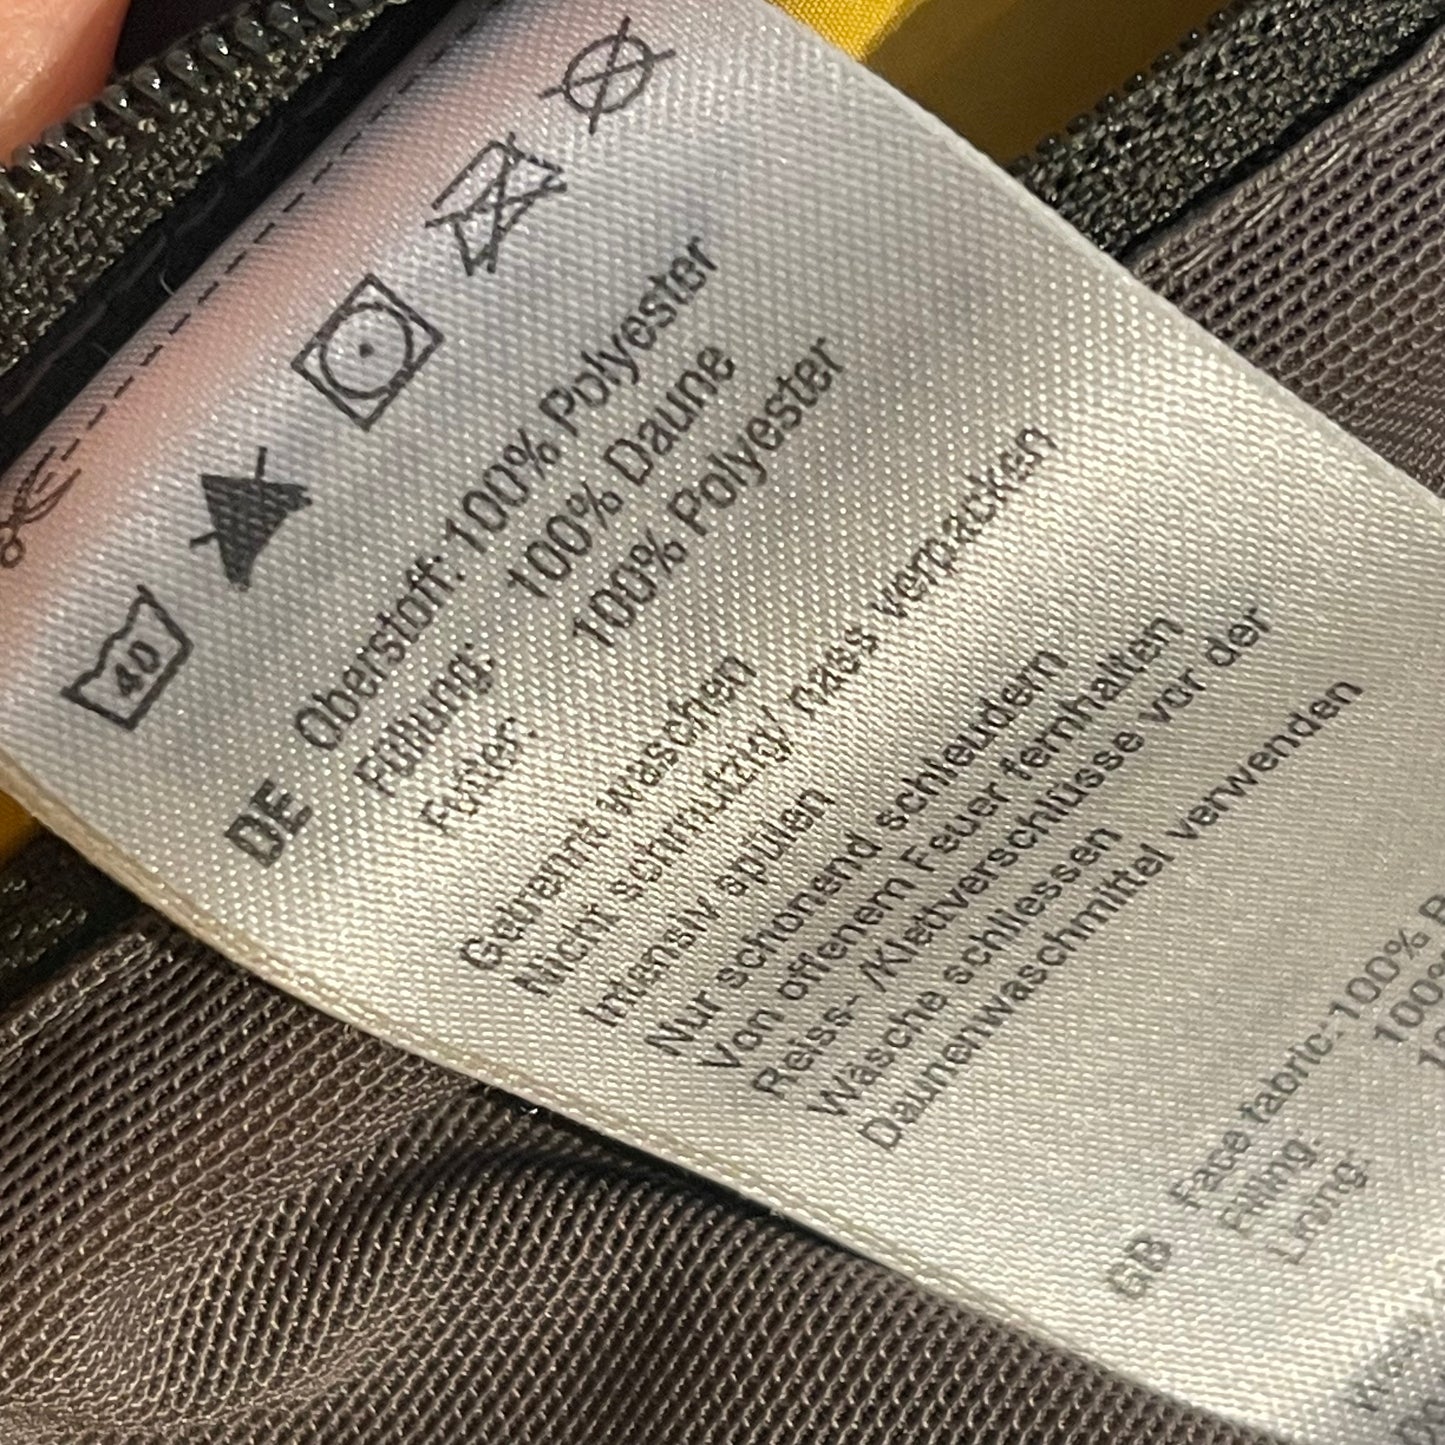 40
DE Oberstoff: 100% Polyester
Füllung: 100% Daune
Futter: 100% Polyester
Getrennt waschen
Nicht schmutzig/ nass verpacken
Intensiv spülen
Nur schonend schleudern
Von offenem Feuer fernhalten
Reiss- /Klettverschlüsse vor der
Wäsche schliessen
Daunenwaschmittel verwenden
GB Face fabric: 100%
Filling: 100%
Lining: